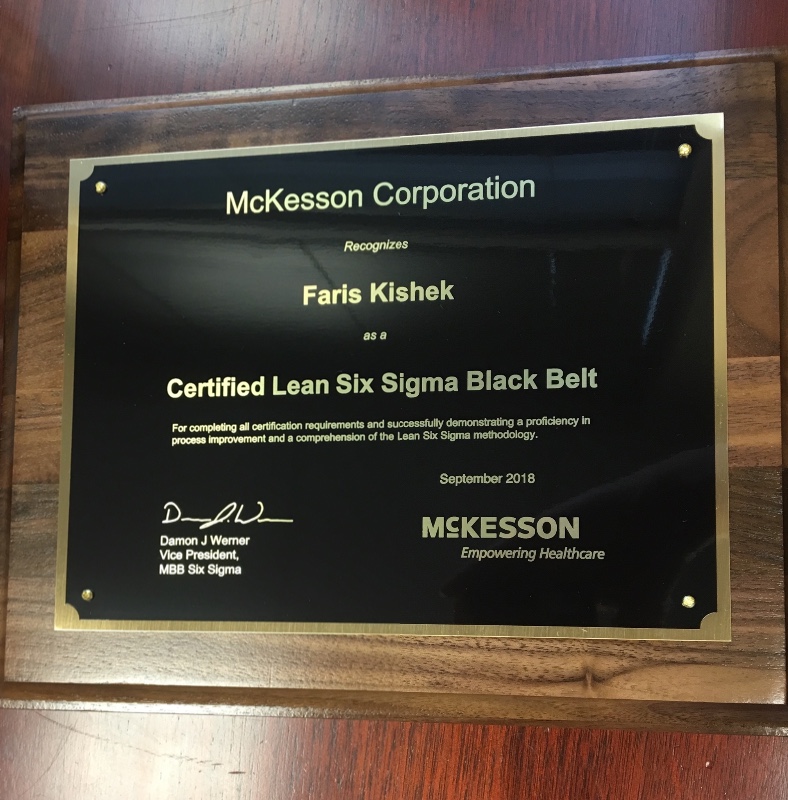 McKesson Corporation
Recognizes
Faris Kishek
as a
Certified Lean Six Sigma Black Belt
For completing all certification requirements and successfully demonstrating a proficiency in
process improvement and a comprehension of the Lean Six Sigma methodology.
September 2018
Damon J Werner
Vice President,
MBB Six Sigma
McKESSON
Empowering Healthcare